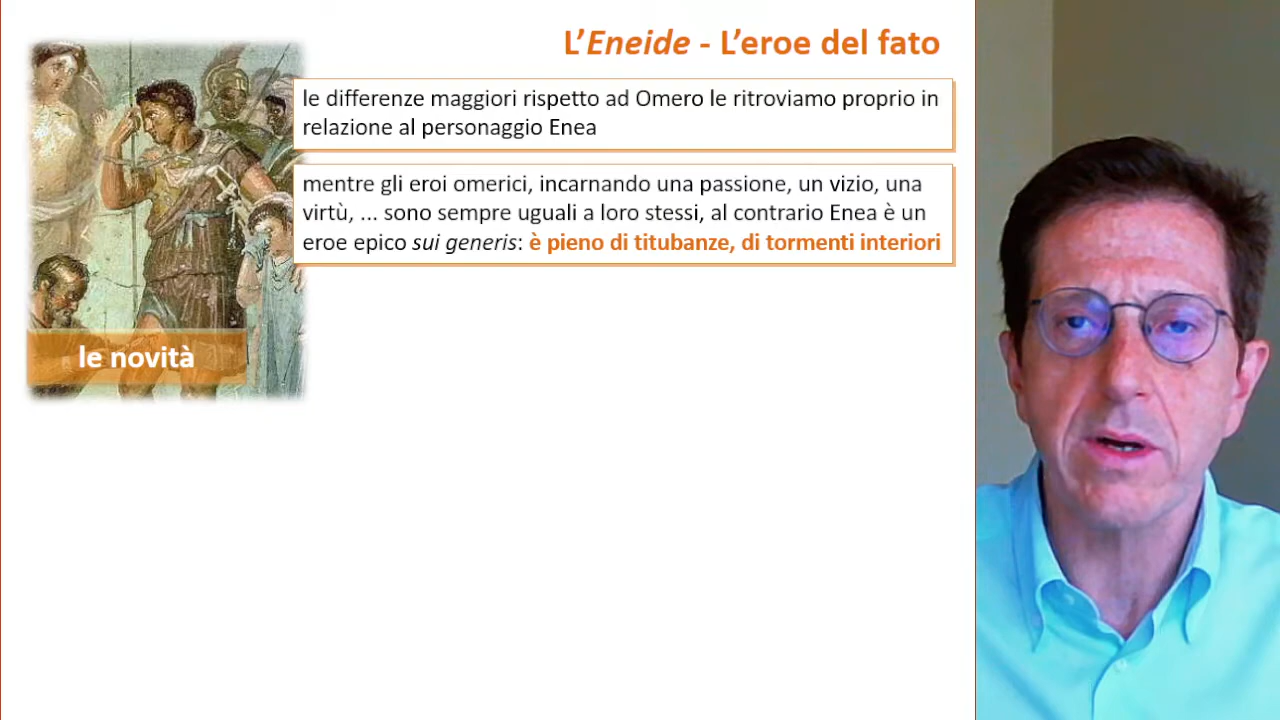 L'Eneide - L'eroe del fato
le differenze maggiori rispetto ad Omero le ritroviamo proprio in
relazione al personaggio Enea
mentre gli eroi omerici, incarnando una passione, un vizio, una
virtù, ... sono sempre uguali a loro stessi, al contrario Enea è un
eroe epico sui generis: è pieno di titubanze, di tormenti interiori
le novità